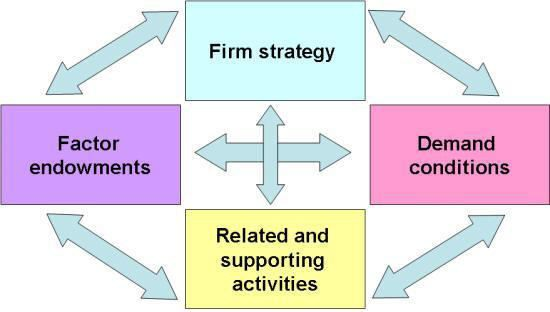 Firm strategy
Factor
endowments
Demand
conditions
Related and
supporting
activities